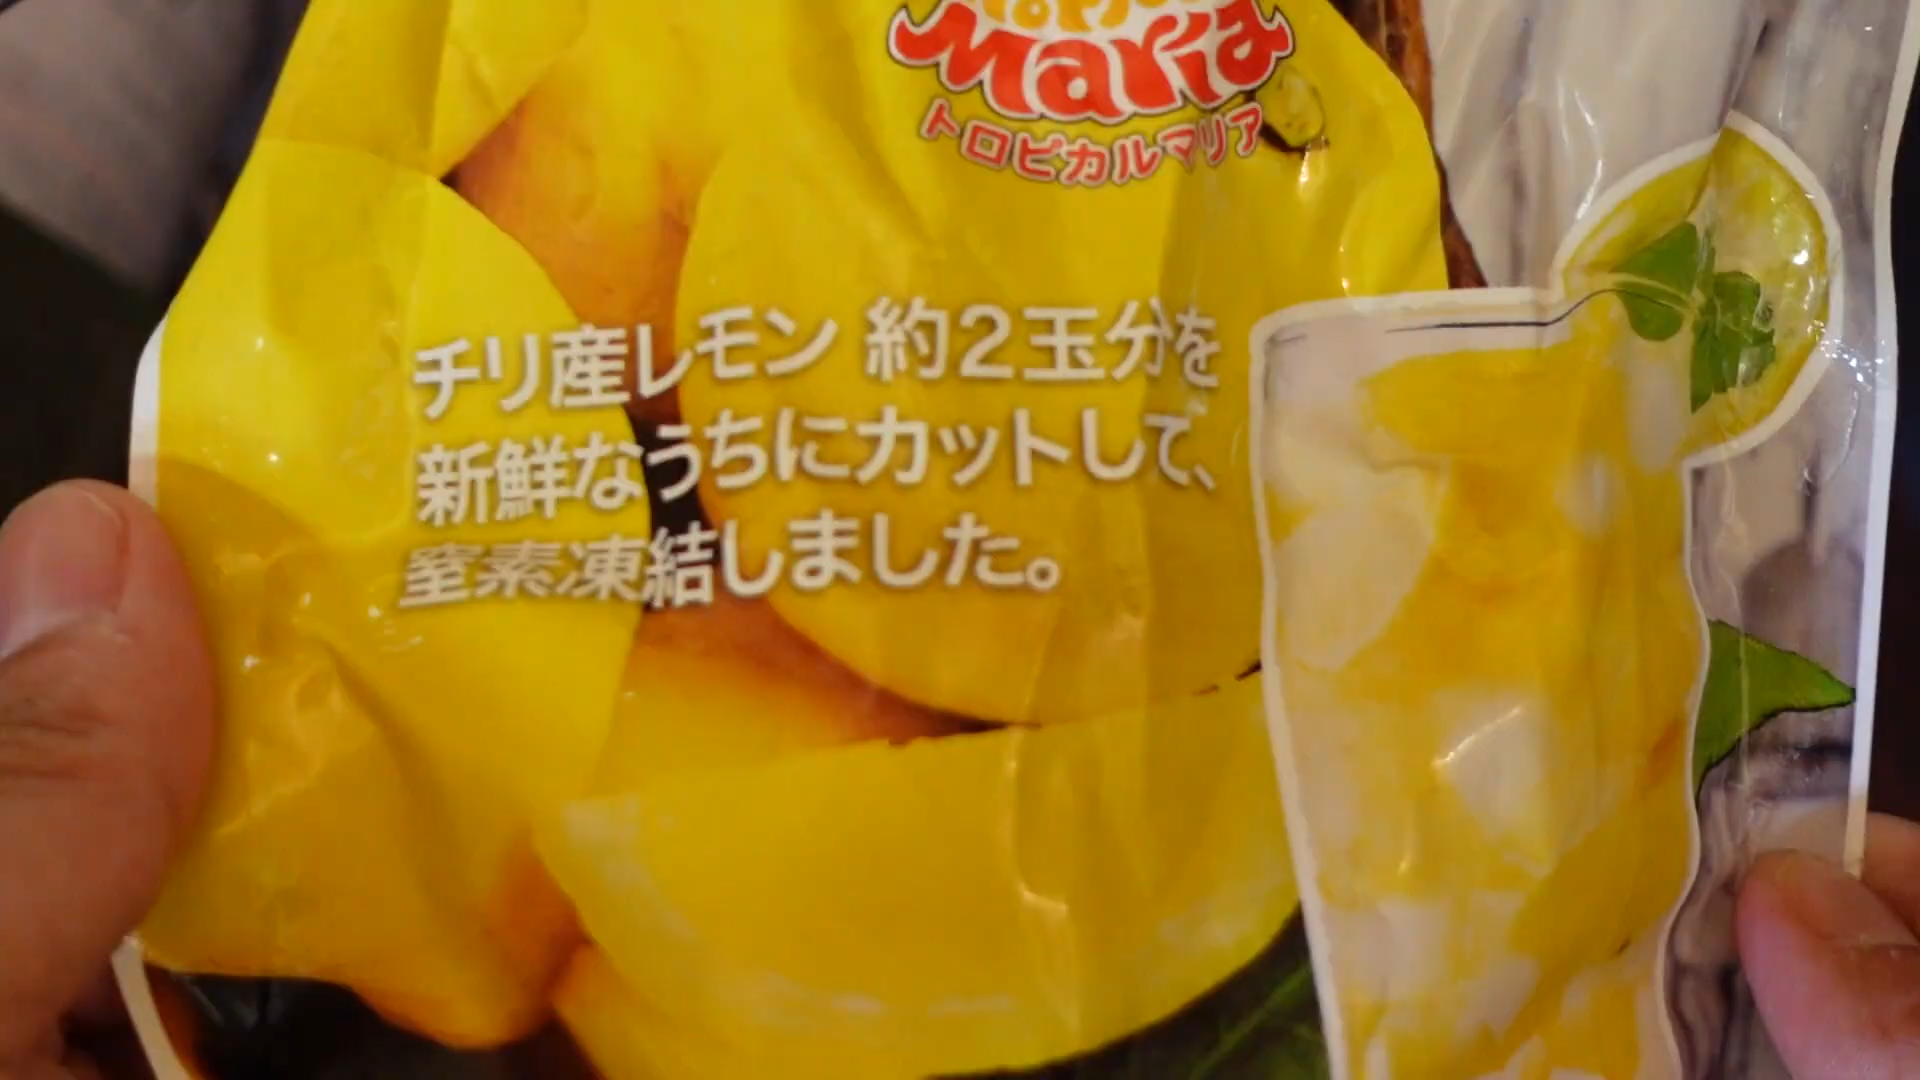 Maria
トロピカルマリア
チリ産レモン 約2玉分を
新鮮なうちにカットして、
窒素凍結しました。